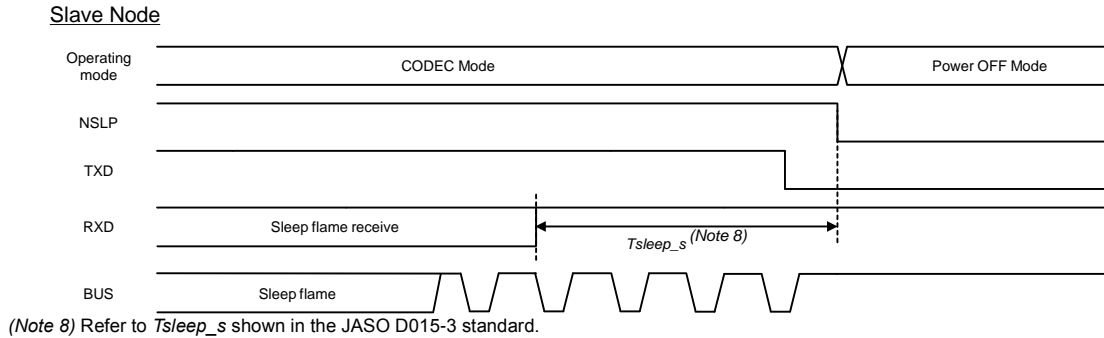 Slave Node
Operating
mode
CODEC Mode
Power OFF Mode
NSLP
TXD
RXD
Sleep flame receive
Tsleep_s (Note 8)
BUS
Sleep flame
(Note 8) Refer to Tsleep_s shown in the JASO D015-3 standard.